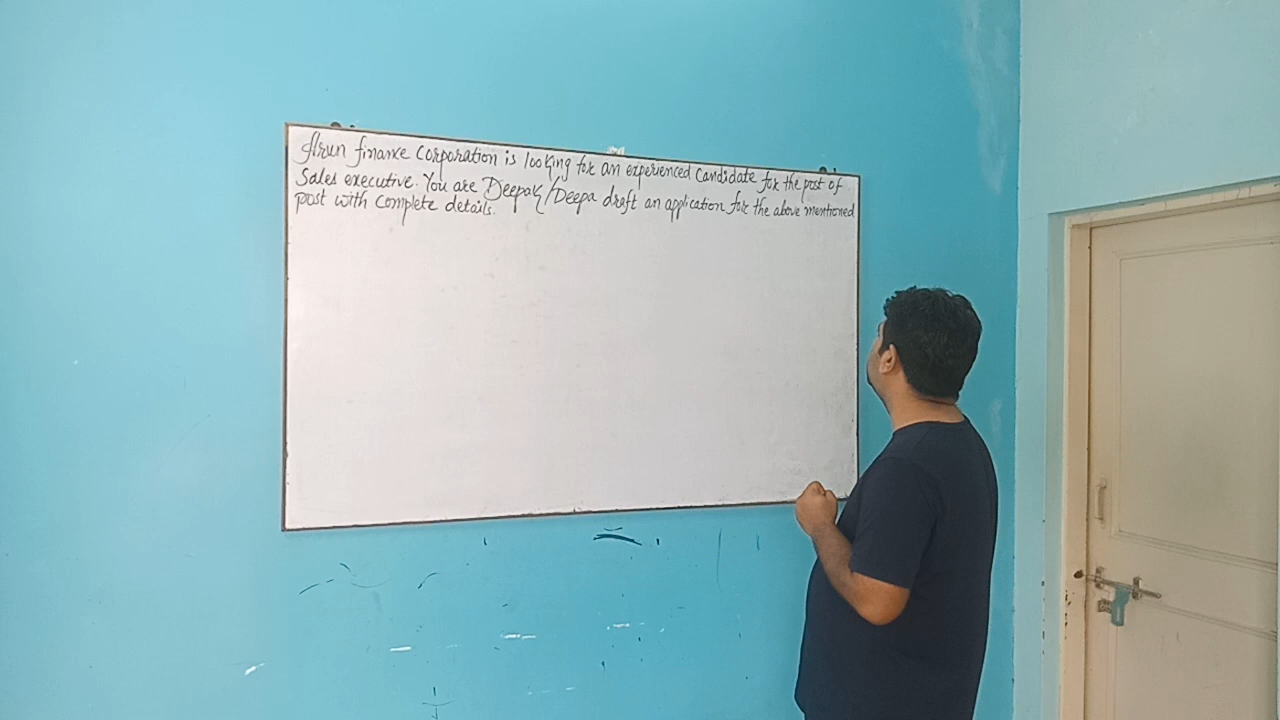 Arun finance Corporation is looking for an experienced Candidate for the post of
Sales executive. You are Deepak/Deepa draft an application for the above mentioned
post with complete details.